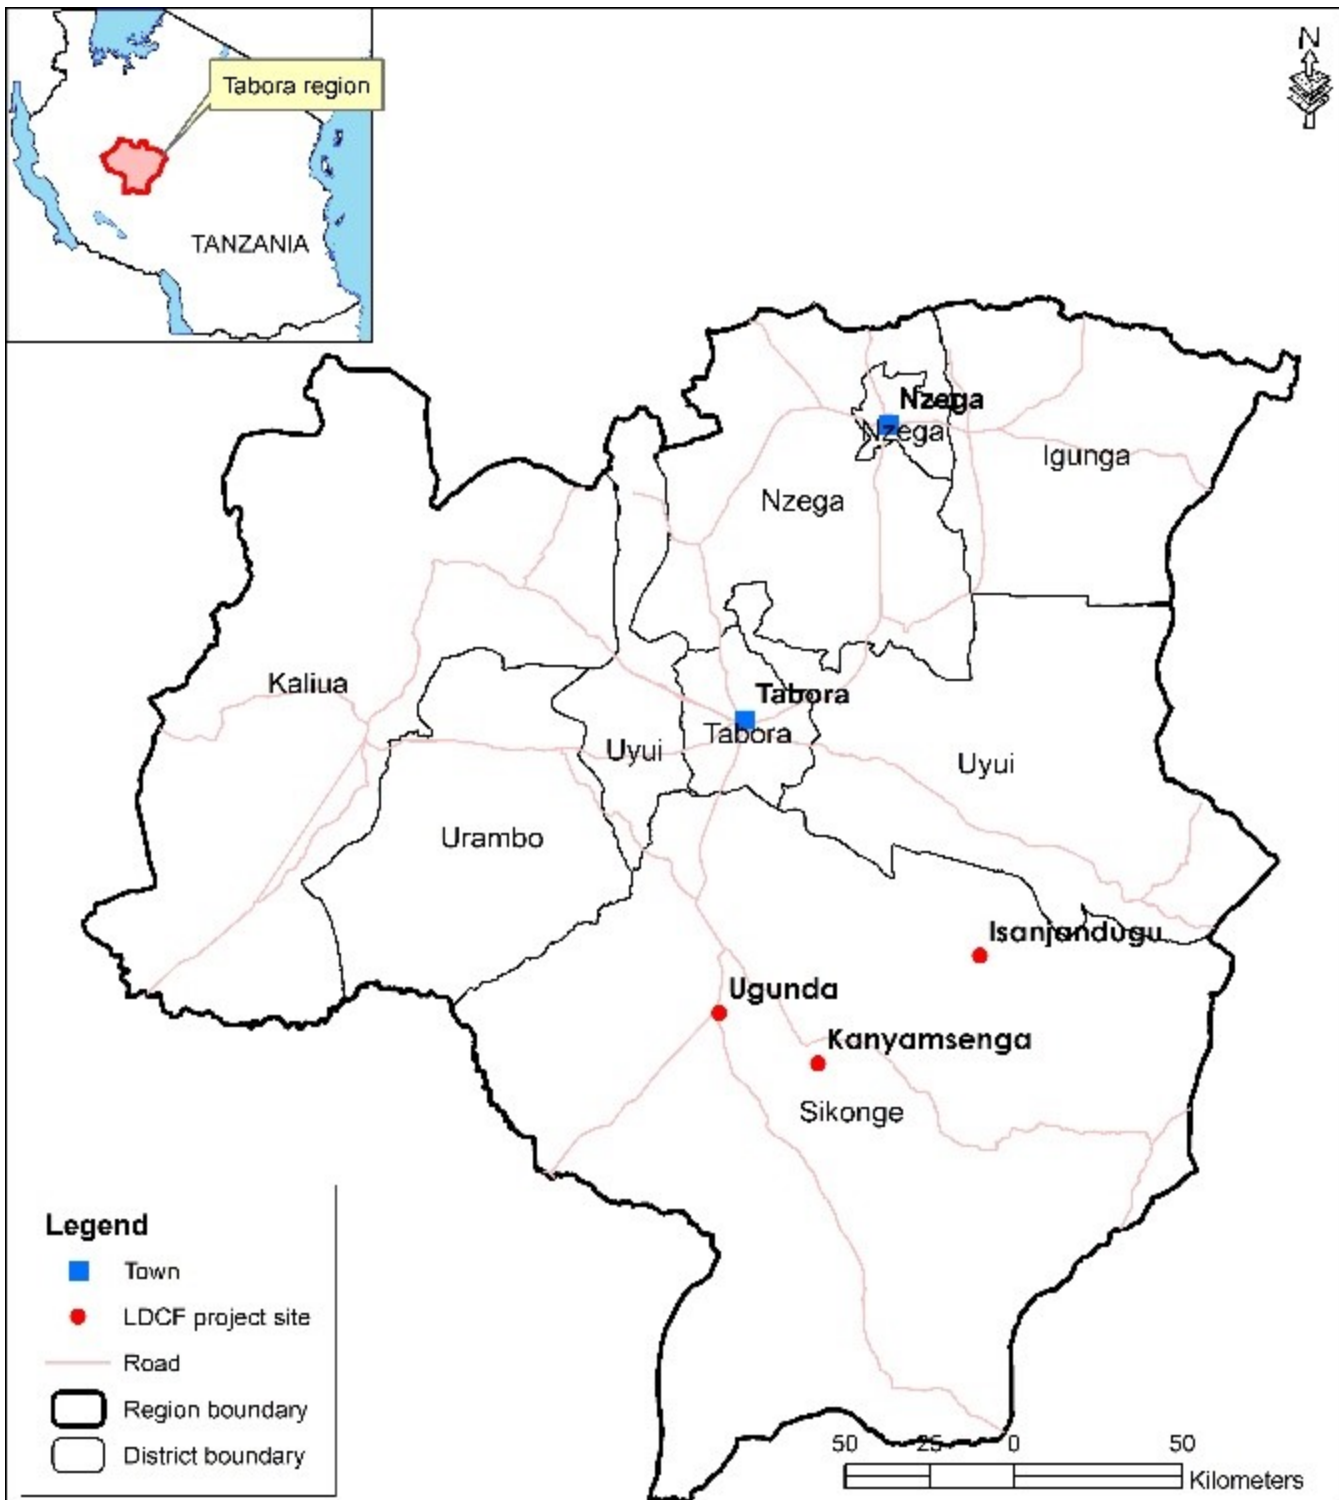 N
Tabora region
TANZANIA
Nzega
Nzega
Igunga
Nzega
Kaliua
Tabora
Tabora
Uyui
Uyui
Urambo
Isanjandugu
Ugunda
Kanyamsenga
Sikonge
Legend
Town
LDCF project site
Road
Region boundary
District boundary
50 25 0 50
Kilometers